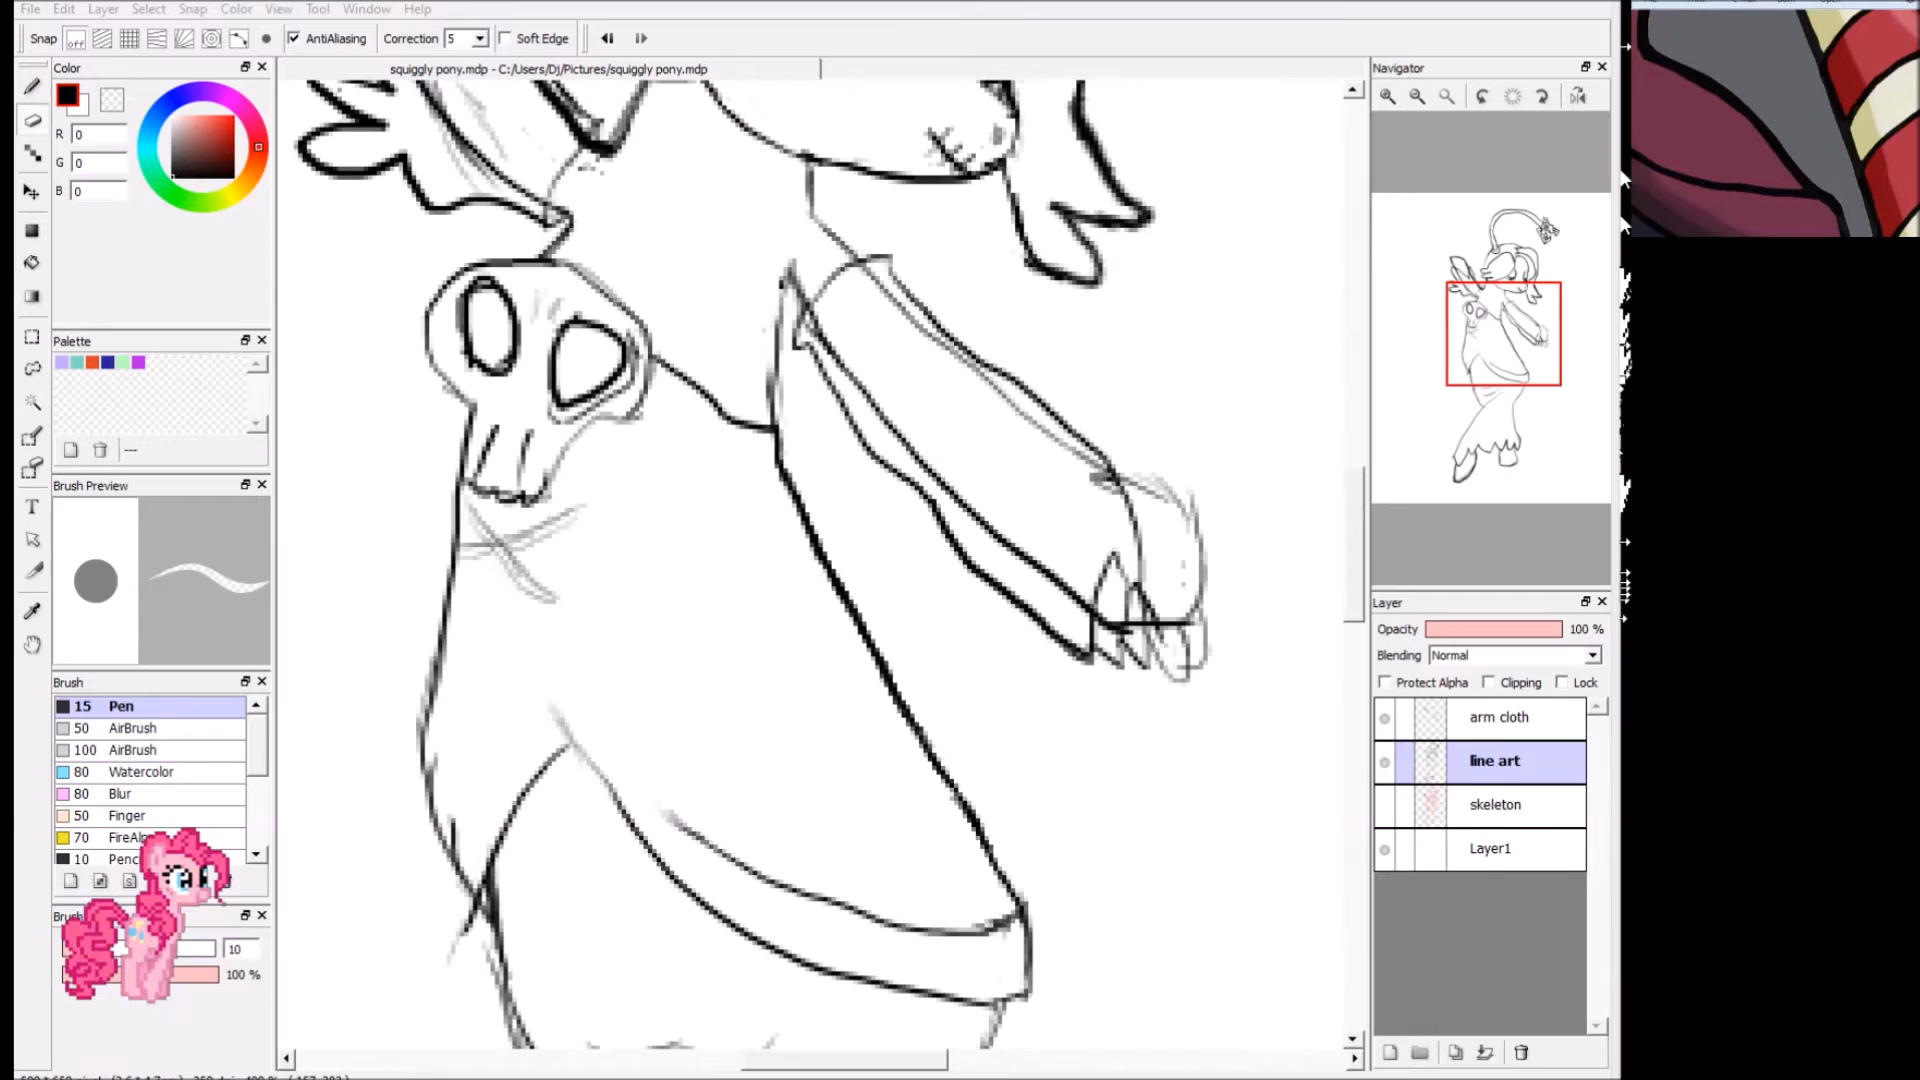 File Edit Layer Select Snap Color View Tool Window Help
Snap off AntiAliasing Correction 5 Soft Edge
squiggly pony.mdp - C:/Users/Dj/Pictures/squiggly pony.mdp
Color
R 0
G 0
B 0
Palette
---
Brush Preview
T
Brush
15 Pen
50 AirBrush
100 AirBrush
80 Watercolor
80 Blur
50 Finger
70
10
10
100 %
Navigator
Layer
Opacity 100 %
Blending Normal
Protect Alpha Clipping Lock
arm cloth
line art
skeleton
Layer1